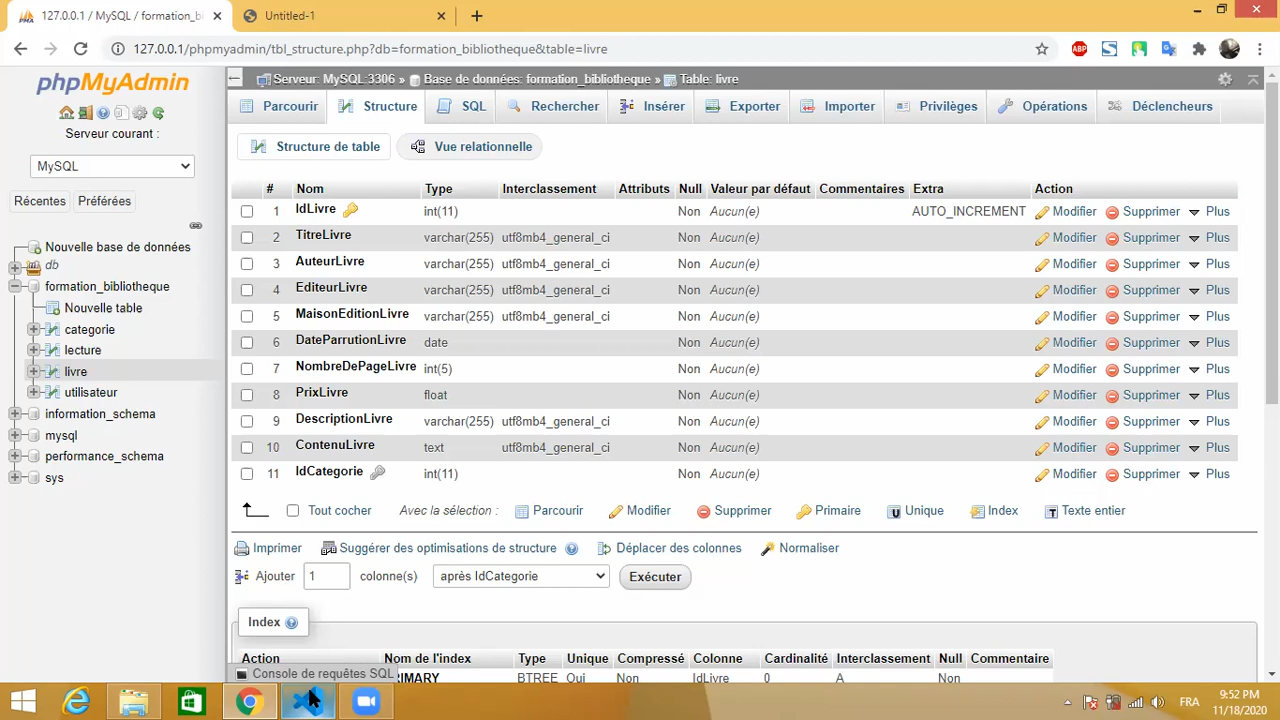 127.0.0.1 / MySQL / formation_bi
Untitled-1
127.0.0.1/phpmyadmin/tbl_structure.php?db=formation_bibliotheque&table=livre
ABP
phpMyAdmin
Serveur courant :
MySQL
Récentes Préférées
Nouvelle base de données
db
formation_bibliotheque
Nouvelle table
categorie
lecture
livre
utilisateur
information_schema
mysql
performance_schema
sys
Serveur: MySQL:3306 » Base de données: formation_bibliotheque » Table: livre
Parcourir Structure SQL Rechercher Insérer Exporter Importer Privilèges Opérations Déclencheurs
Structure de table Vue relationnelle
# Nom Type Interclassement Attributs Null Valeur par défaut Commentaires Extra Action
1 IdLivre int(11) Non Aucun(e) AUTO_INCREMENT Modifier Supprimer Plus
2 TitreLivre varchar(255) utf8mb4_general_ci Non Aucun(e) Modifier Supprimer Plus
3 AuteurLivre varchar(255) utf8mb4_general_ci Non Aucun(e) Modifier Supprimer Plus
4 EditeurLivre varchar(255) utf8mb4_general_ci Non Aucun(e) Modifier Supprimer Plus
5 MaisonEditionLivre varchar(255) utf8mb4_general_ci Non Aucun(e) Modifier Supprimer Plus
6 DateParrutionLivre date Non Aucun(e) Modifier Supprimer Plus
7 NombreDePageLivre int(5) Non Aucun(e) Modifier Supprimer Plus
8 PrixLivre float Non Aucun(e) Modifier Supprimer Plus
9 DescriptionLivre varchar(255) utf8mb4_general_ci Non Aucun(e) Modifier Supprimer Plus
10 ContenuLivre text utf8mb4_general_ci Non Aucun(e) Modifier Supprimer Plus
11 IdCategorie int(11) Non Aucun(e) Modifier Supprimer Plus
Tout cocher Avec la sélection : Parcourir Modifier Supprimer Primaire Unique Index Texte entier
Imprimer Suggérer des optimisations de structure Déplacer des colonnes Normaliser
Ajouter 1 colonne(s) après IdCategorie Exécuter
Index
Action Nom de l'index Type Unique Compressé Colonne Cardinalité Interclassement Null Commentaire
PRIMARY BTREE Oui Non IdLivre 0 A Non
Console de requêtes SQL
FRA
9:52 PM
11/18/2020